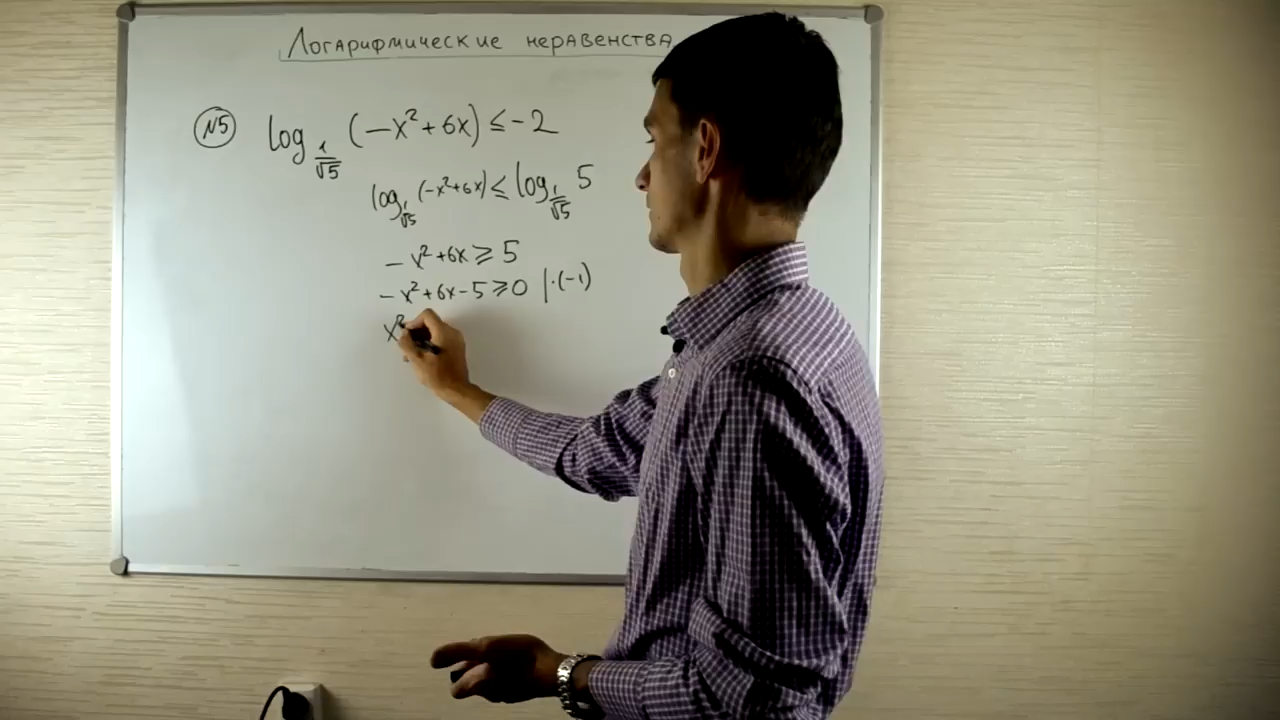 Логарифмические неравенства
№5 log_{1/√5} (-x²+6x) ≤ -2
log_{1/√5} (-x²+6x) ≤ log_{1/√5} 5
-x²+6x ⩾ 5
-x²+6x-5 ⩾ 0 |·(-1)
x²